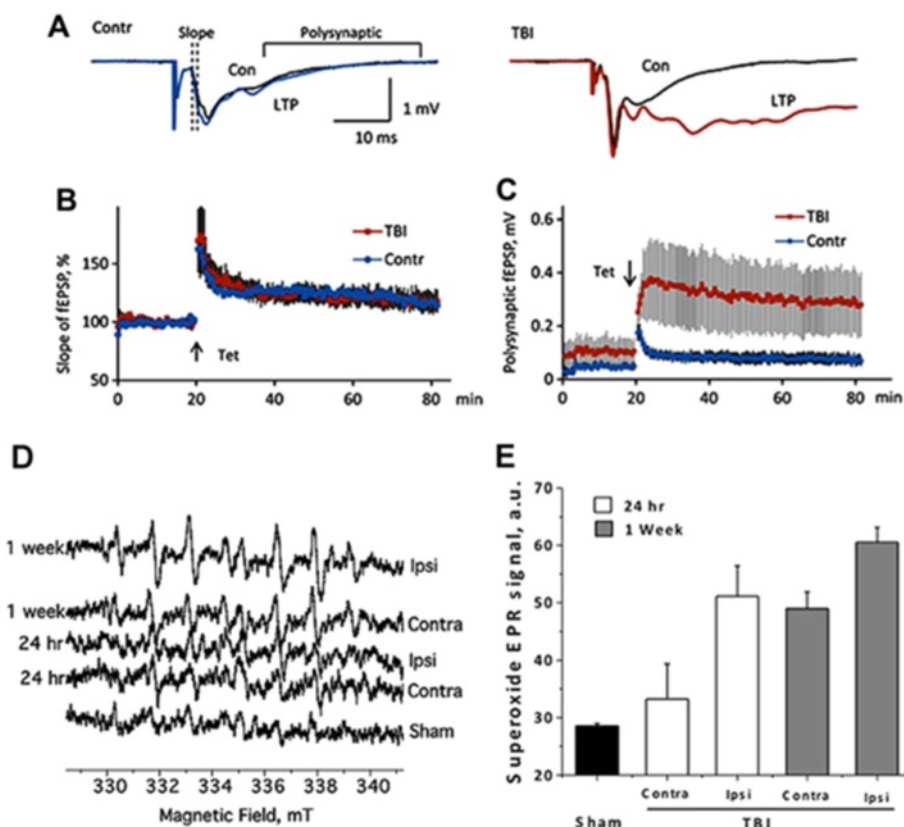 A
Contr
Slope
Polysynaptic
Con
LTP
1 mV
10 ms
TBI
Con
LTP
B
Slope of fEPSP, %
150
100
50
TBI
Contr
Tet
0 20 40 60 80 min
C
Polysynaptic fEPSP, mV
0.6
0.4
0.2
0
TBI
Contr
Tet
0 20 40 60 80 min
D
1 week Ipsi
1 week Contra
24 hr Ipsi
24 hr Contra
Sham
330 332 334 336 338 340
Magnetic Field, mT
E
Superoxide EPR signal, a.u.
70
60
50
40
30
20
24 hr
1 Week
Contra Ipsi Contra Ipsi
Sham TBI